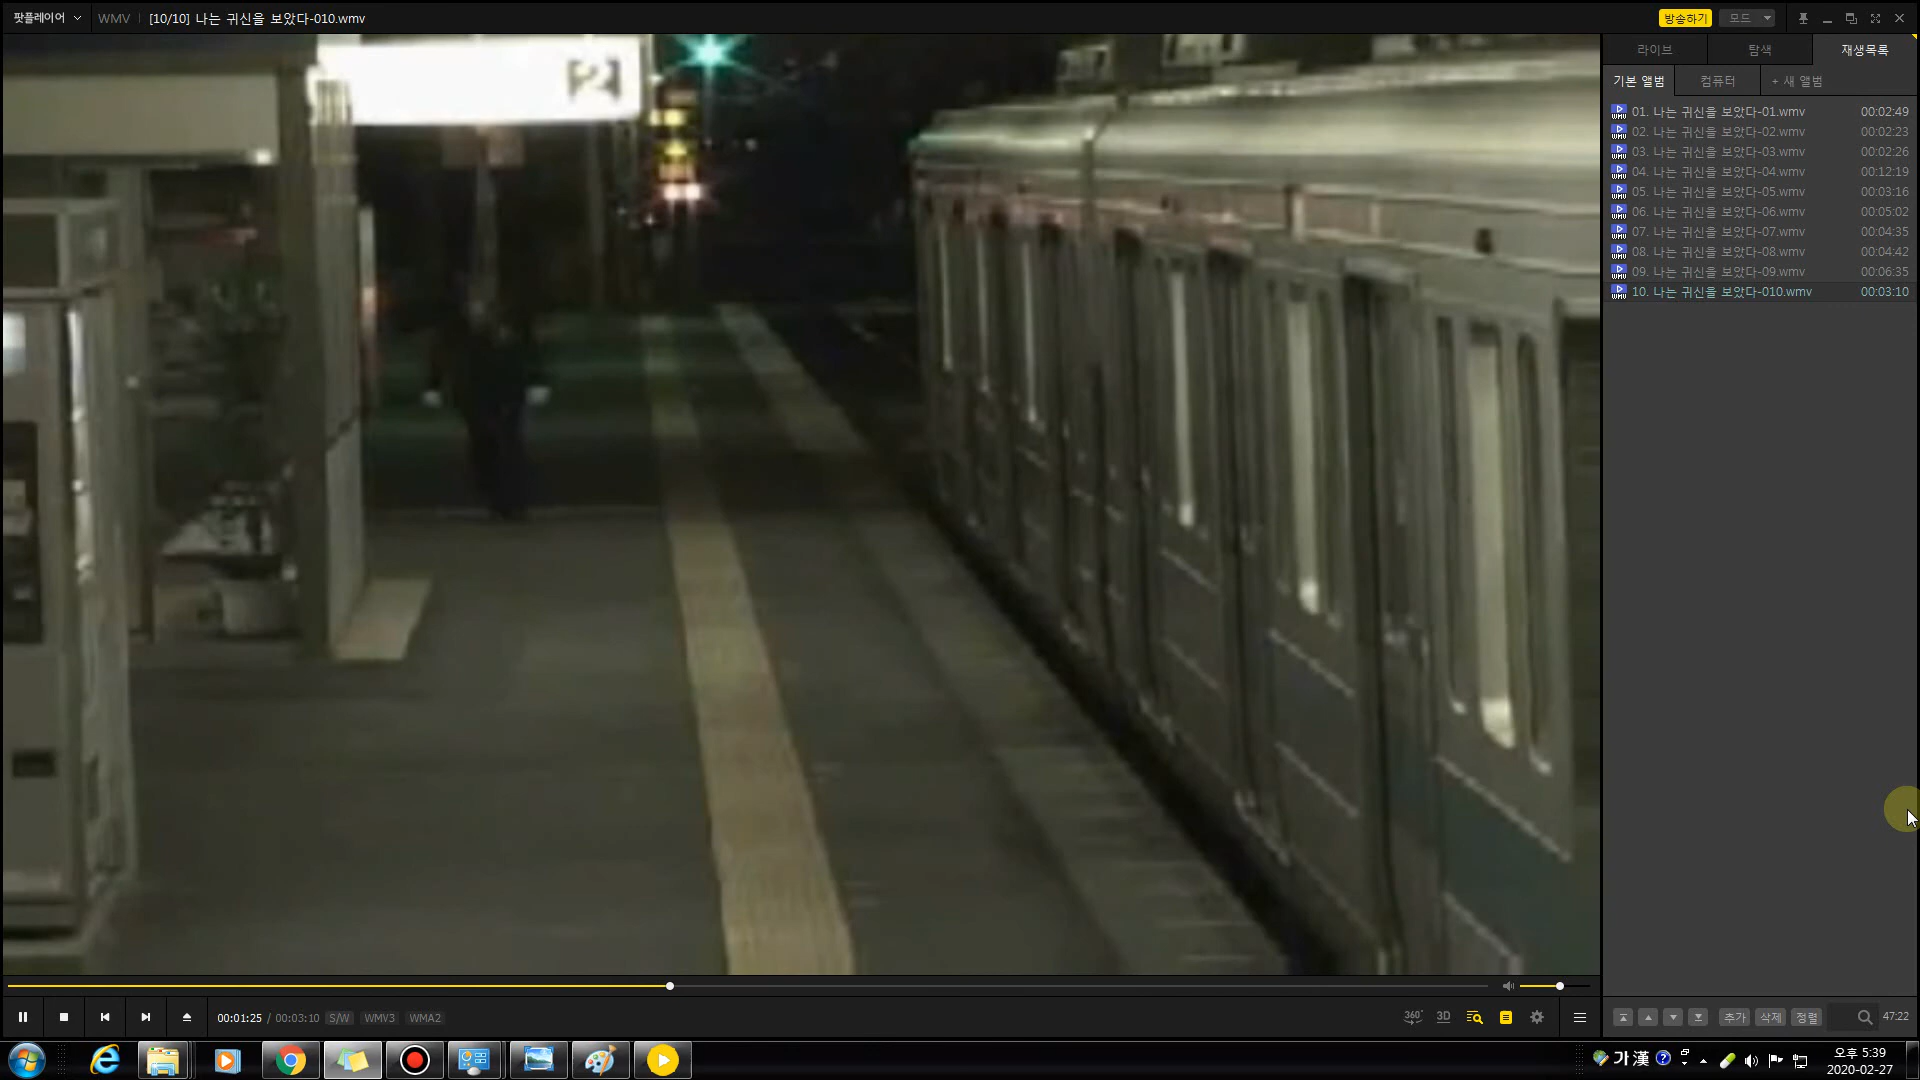 팟플레이어 WMV [10/10] 나는 귀신을 보았다-010.wmv 방송하기 모드
라이브 탐색 재생목록
기본 앨범 컴퓨터 + 새 앨범
01. 나는 귀신을 보았다-01.wmv 00:02:49
02. 나는 귀신을 보았다-02.wmv 00:02:23
03. 나는 귀신을 보았다-03.wmv 00:02:26
04. 나는 귀신을 보았다-04.wmv 00:12:19
05. 나는 귀신을 보았다-05.wmv 00:03:16
06. 나는 귀신을 보았다-06.wmv 00:05:02
07. 나는 귀신을 보았다-07.wmv 00:04:35
08. 나는 귀신을 보았다-08.wmv 00:04:42
09. 나는 귀신을 보았다-09.wmv 00:06:35
10. 나는 귀신을 보았다-010.wmv 00:03:10
2
00:01:25 / 00:03:10 S/W WMV3 WMA2 360° 3D
추가 삭제 정렬 47:22
가 漢 오후 5:39
2020-02-27